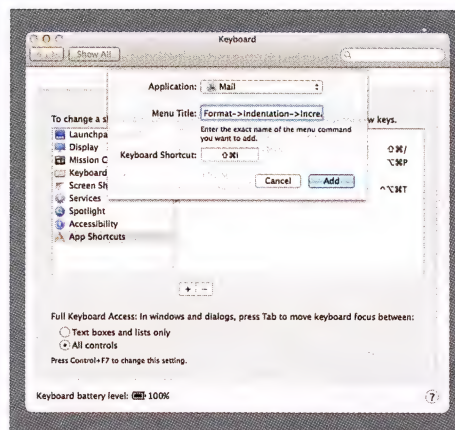 Keyboard
Show All
Application: Mail
Menu Title: Format->Indentation->Increa
Enter the exact name of the menu command
you want to add.
Keyboard Shortcut: ⇧⌘I
Cancel Add
To change a sh
w keys.
Launchpa
Display
Mission C
Keyboard
Screen Sh
Services
Spotlight
Accessibility
App Shortcuts
⇧⌘/
⌥⌘P
^⌥⌘T
+ −
Full Keyboard Access: In windows and dialogs, press Tab to move keyboard focus between:
Text boxes and lists only
All controls
Press Control+F7 to change this setting.
Keyboard battery level: 100%
?